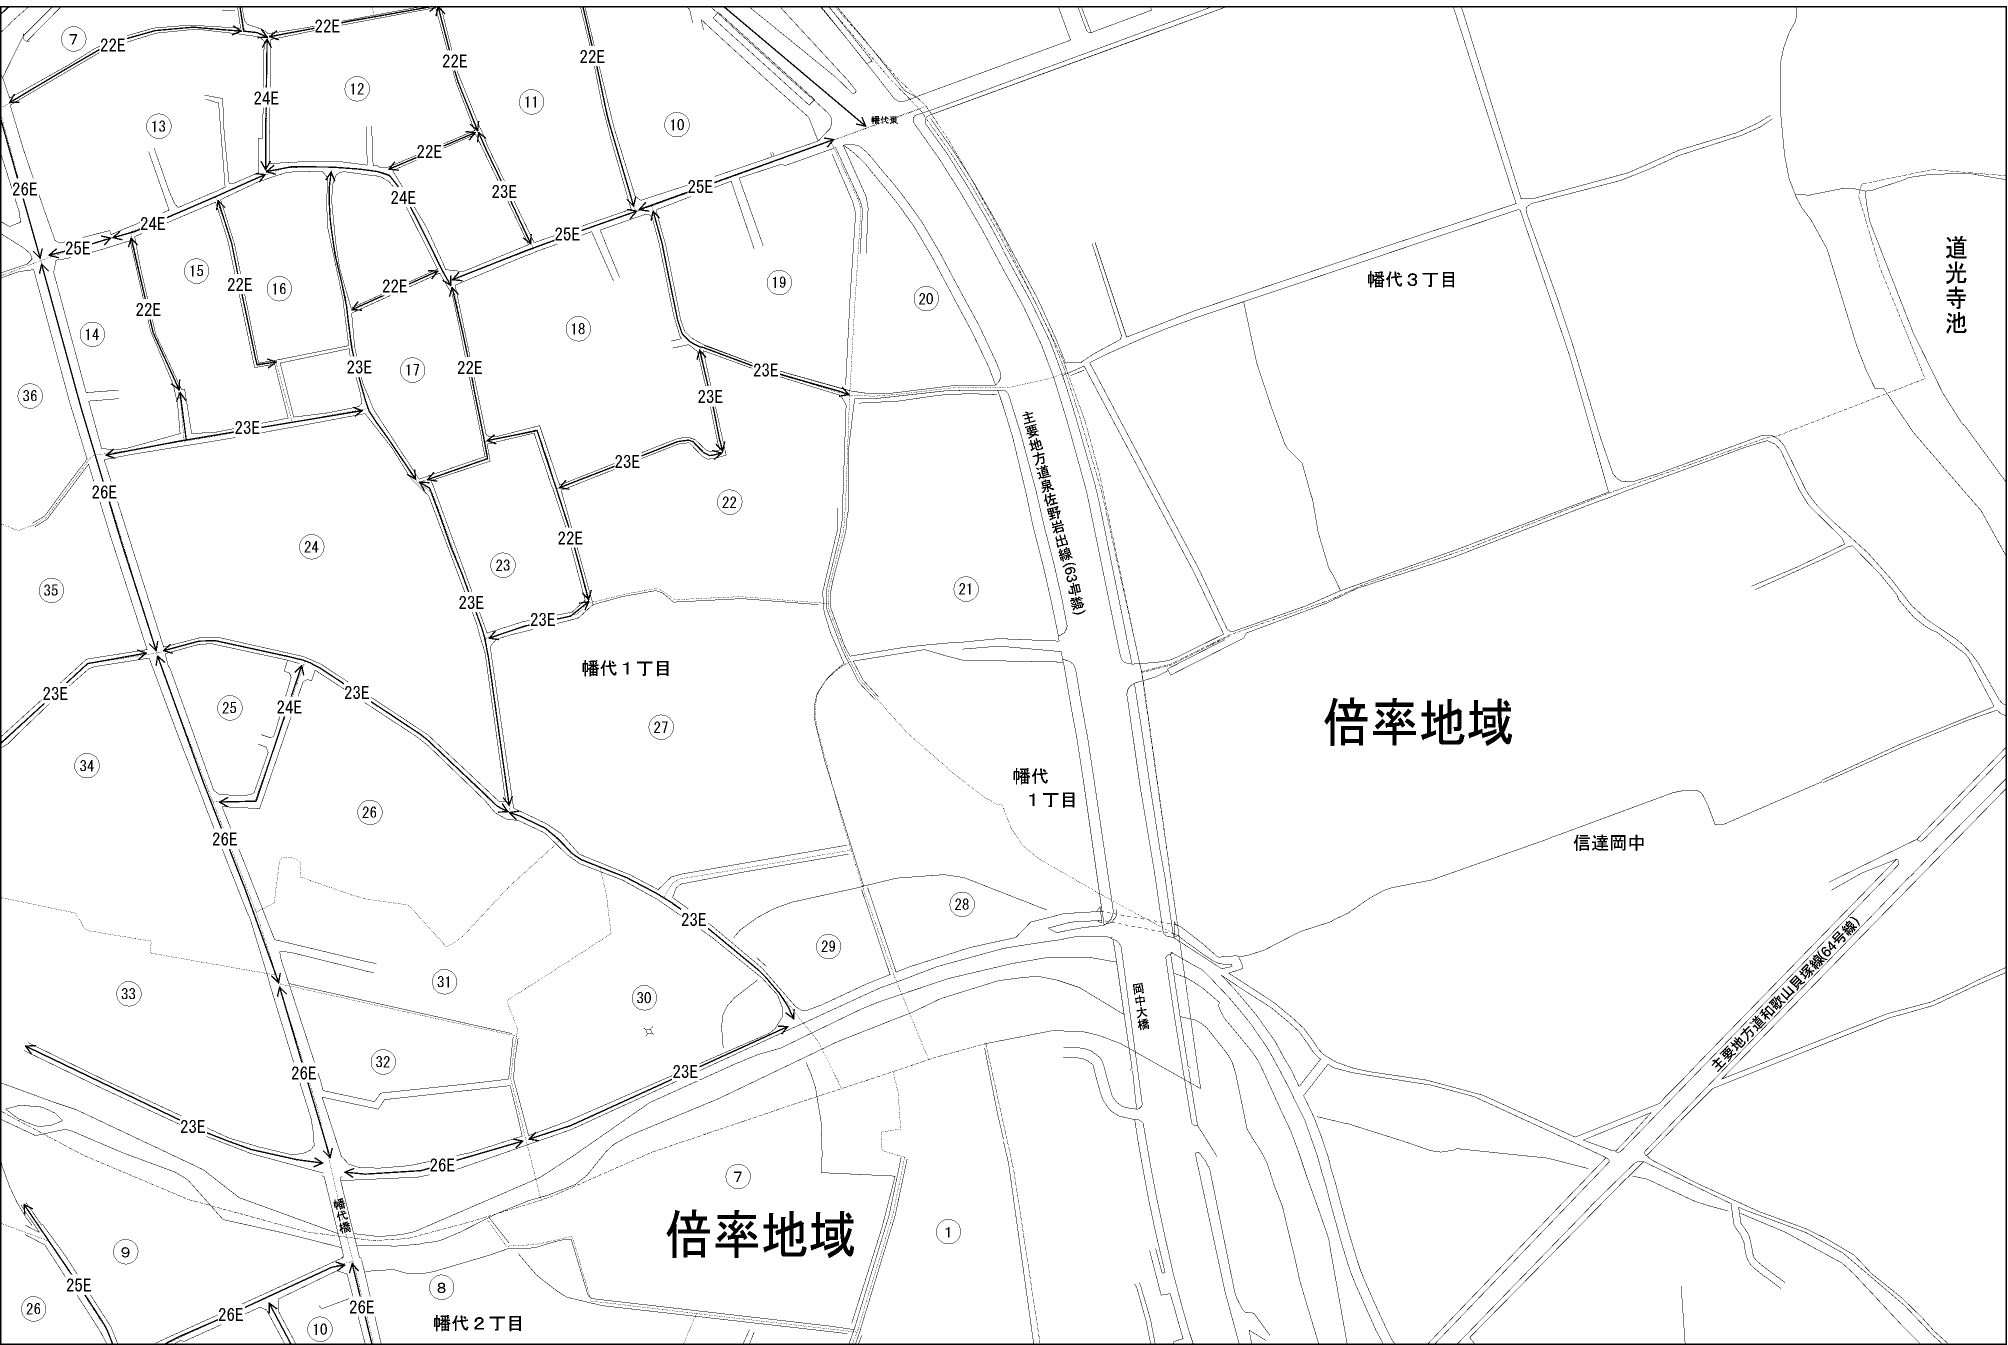 22E
⑦
22E
22E
22E
⑫
24E
⑪
⑬
⑩
幡代東
22E
26E
23E
25E
24E
24E
25E
25E
道光寺池
⑮
22E
⑯
22E
⑲
幡代３丁目
⑳
22E
⑭
⑱
23E
⑰
22E
23E
㊱
23E
23E
23E
主要地方道泉佐野岩出線(63号線)
26E
㉒
㉔
22E
㉓
㉟
㉑
23E
23E
幡代１丁目
23E
23E
㉕
24E
㉗
倍率地域
㉞
幡代
１丁目
㉖
26E
信達岡中
㉘
23E
㉙
主要地方道和歌山貝塚線(64号線)
㉛
㉝
㉚
岡中大橋
㉜
26E
23E
23E
26E
⑦
幡代橋
倍率地域
①
⑨
25E
⑧
㉖
26E
26E
幡代２丁目
⑩